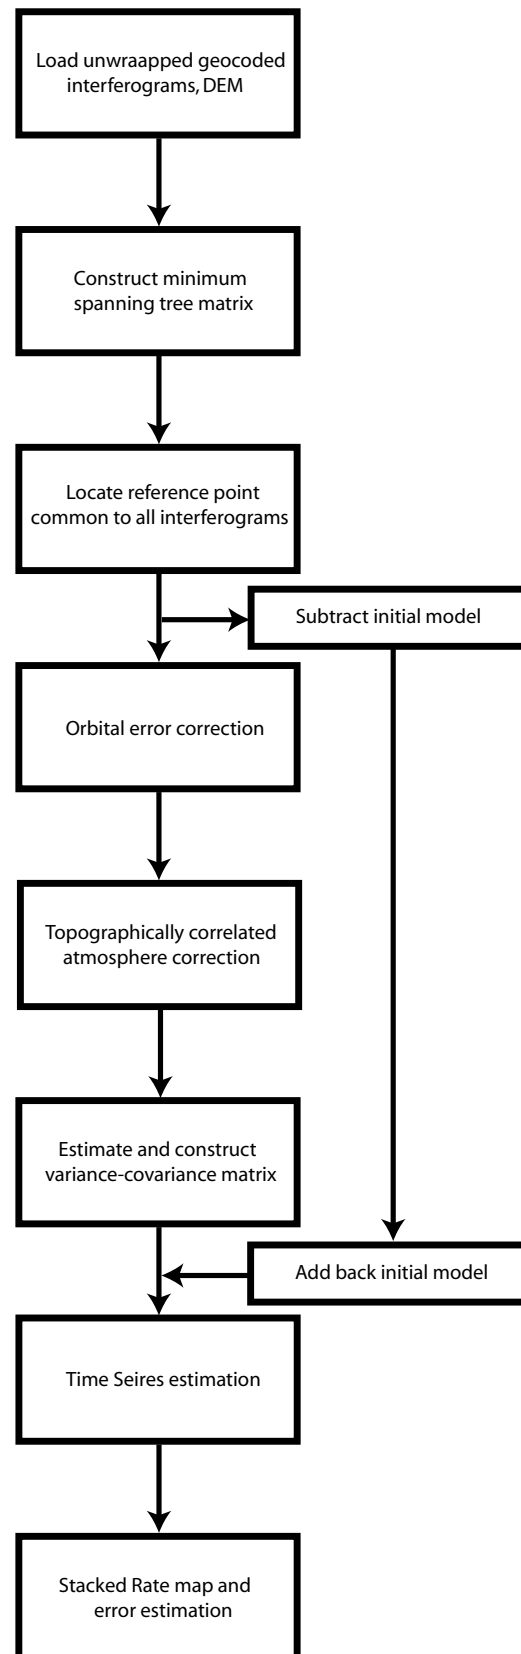 Load unwraapped geocoded
interferograms, DEM
Construct minimum
spanning tree matrix
Locate reference point
common to all interferograms
Subtract initial model
Orbital error correction
Topographically correlated
atmosphere correction
Estimate and construct
variance-covariance matrix
Add back initial model
Time Seires estimation
Stacked Rate map and
error estimation